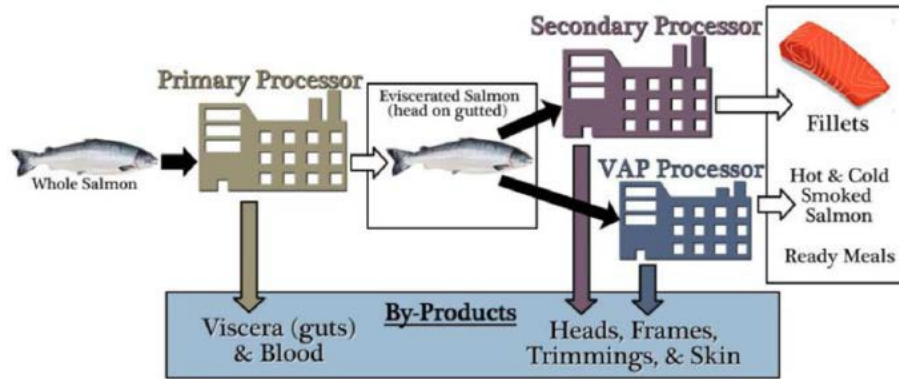 Secondary Processor
Primary Processor
Eviscerated Salmon
(head on gutted)
Fillets
Whole Salmon
VAP Processor
Hot & Cold
Smoked
Salmon
Ready Meals
By-Products
Viscera (guts)
& Blood
Heads, Frames,
Trimmings, & Skin